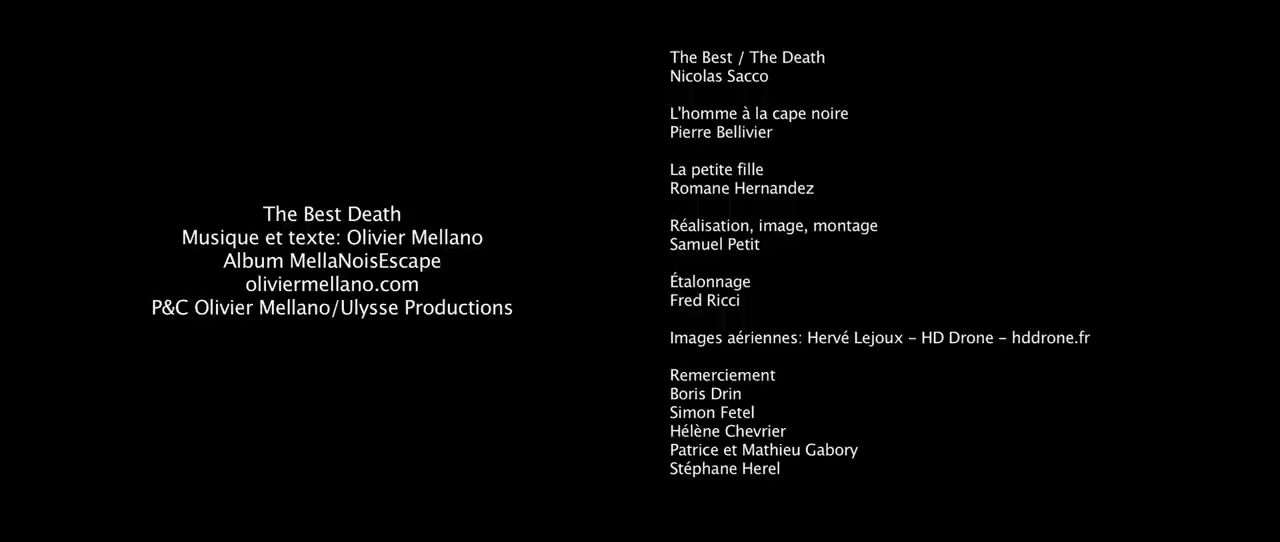 The Best Death
Musique et texte: Olivier Mellano
Album MellaNoisEscape
oliviermellano.com
P&C Olivier Mellano/Ulysse Productions
The Best / The Death
Nicolas Sacco
L'homme à la cape noire
Pierre Bellivier
La petite fille
Romane Hernandez
Réalisation, image, montage
Samuel Petit
Étalonnage
Fred Ricci
Images aériennes: Hervé Lejoux - HD Drone - hddrone.fr
Remerciement
Boris Drin
Simon Fetel
Hélène Chevrier
Patrice et Mathieu Gabory
Stéphane Herel